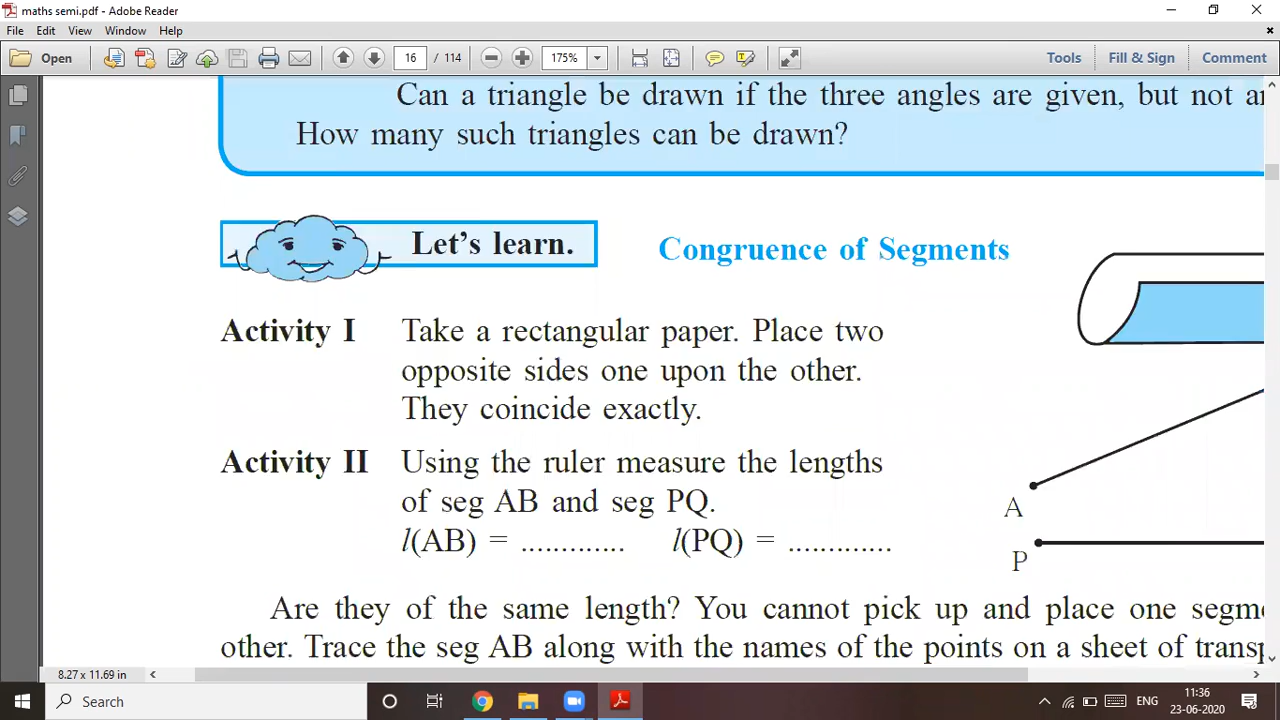 maths semi.pdf - Adobe Reader
File Edit View Window Help
Open 16 / 114 175% Tools Fill & Sign Comment
Can a triangle be drawn if the three angles are given, but not
How many such triangles can be drawn?
Let's learn. Congruence of Segments
Activity I Take a rectangular paper. Place two
opposite sides one upon the other.
They coincide exactly.
Activity II Using the ruler measure the lengths
of seg AB and seg PQ.
l(AB) = ............. l(PQ) = .............
A
P
Are they of the same length? You cannot pick up and place one segme
other. Trace the seg AB along with the names of the points on a sheet of transp
8.27 x 11.69 in
Search ENG 11:36
23-06-2020